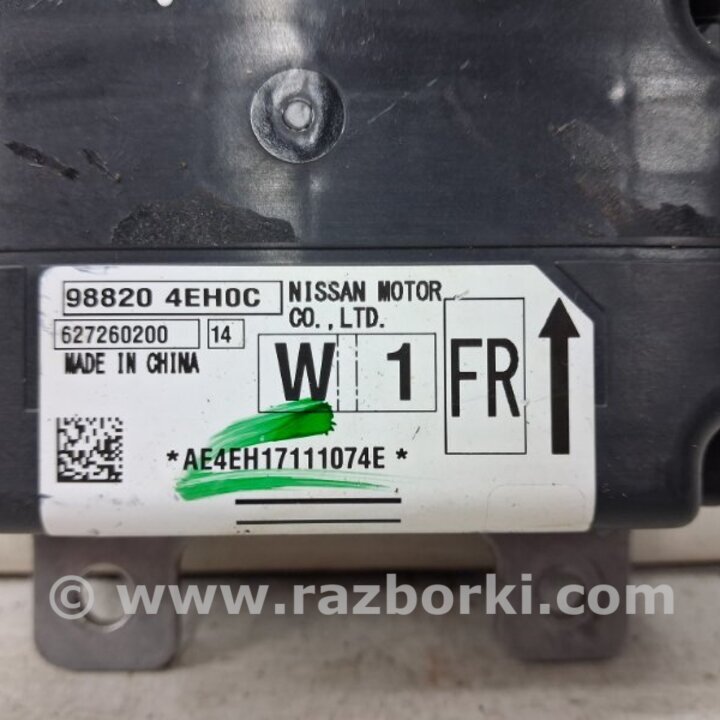 98820 4EH0C
NISSAN MOTOR
CO.,LTD.
627260200 14
MADE IN CHINA
W 1
FR
*AE4EH17111074E*
© www.razborki.com